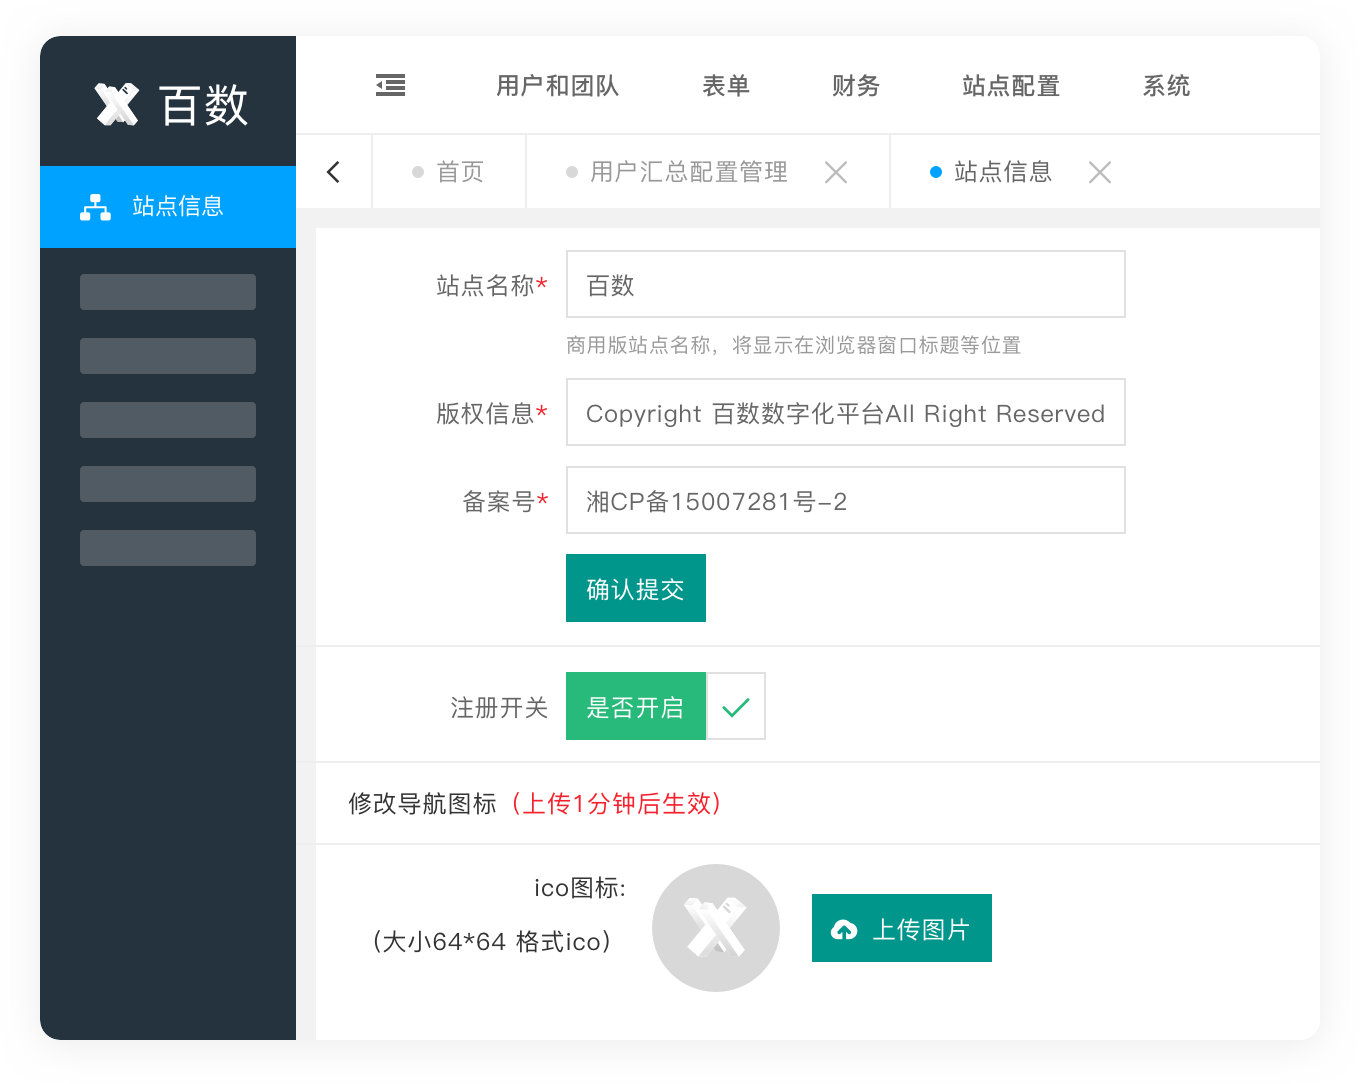 百数
用户和团队 表单 财务 站点配置 系统
首页 用户汇总配置管理 站点信息
站点信息
站点名称* 百数
商用版站点名称，将显示在浏览器窗口标题等位置
版权信息* Copyright 百数数字化平台All Right Reserved
备案号* 湘CP备15007281号-2
确认提交
注册开关 是否开启
修改导航图标（上传1分钟后生效）
ico图标:
（大小64*64 格式ico）
上传图片